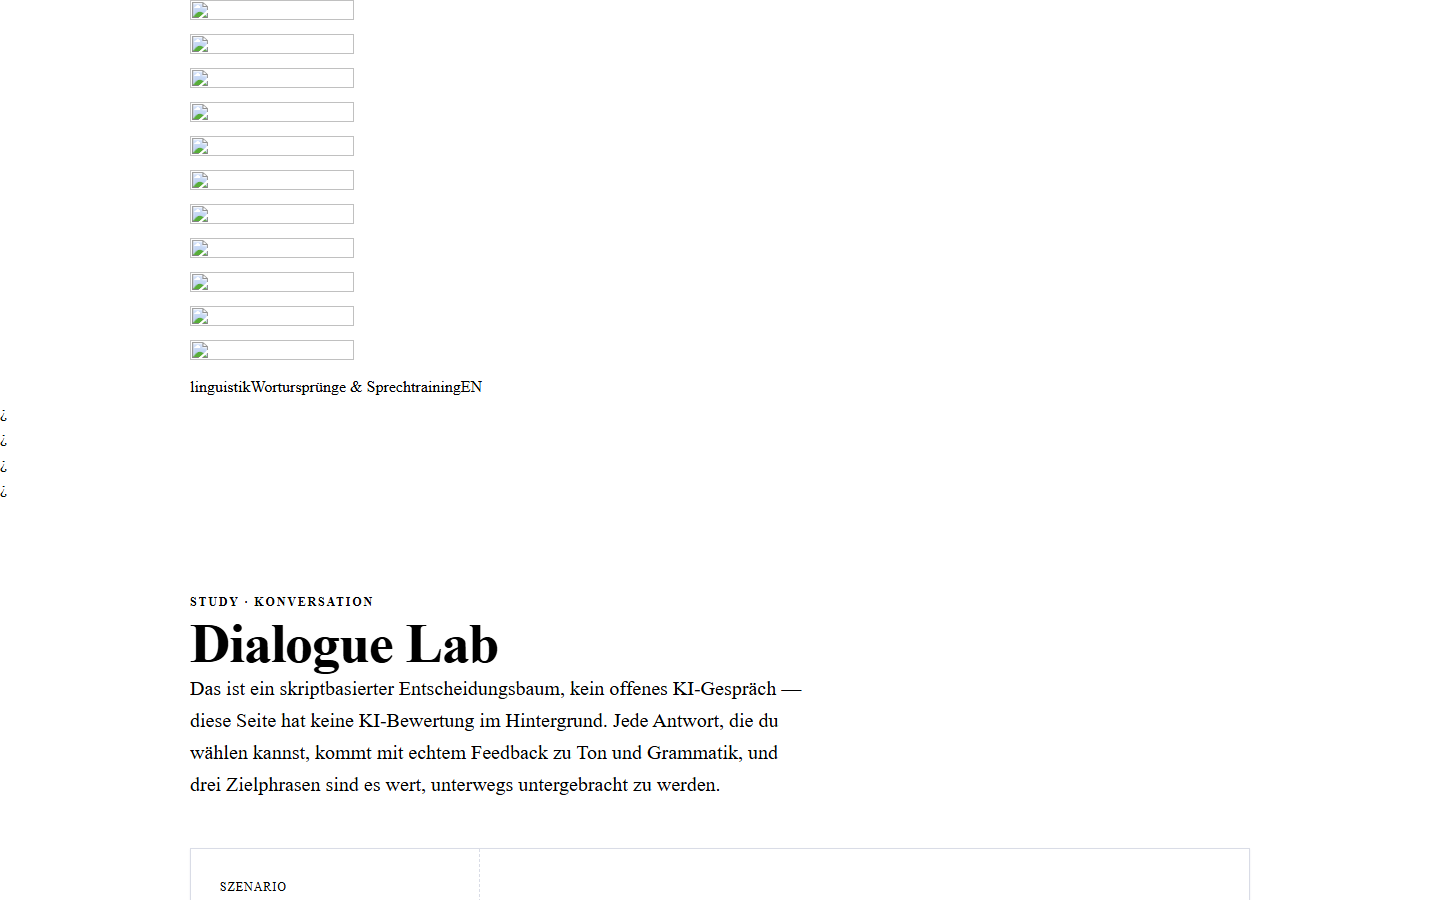 linguistikWortursprünge & SprechtrainingEN
¿
¿
¿
¿
STUDY · KONVERSATION
Dialogue Lab
Das ist ein skriptbasierter Entscheidungsbaum, kein offenes KI-Gespräch —
diese Seite hat keine KI-Bewertung im Hintergrund. Jede Antwort, die du
wählen kannst, kommt mit echtem Feedback zu Ton und Grammatik, und
drei Zielphrasen sind es wert, unterwegs untergebracht zu werden.
SZENARIO